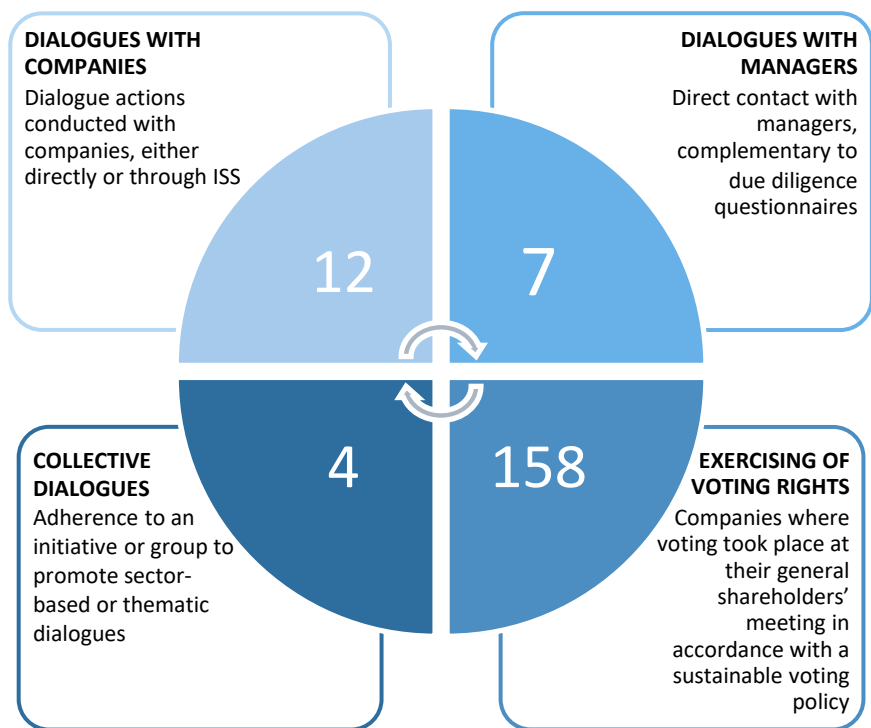 DIALOGUES WITH
COMPANIES
Dialogue actions
conducted with
companies, either
directly or through ISS
12
DIALOGUES WITH
MANAGERS
Direct contact with
managers,
complementary to
due diligence
questionnaires
7
COLLECTIVE
DIALOGUES
Adherence to an
initiative or group to
promote sector-
based or thematic
dialogues
4
EXERCISING OF
VOTING RIGHTS
Companies where
voting took place at
their general
shareholders’
meeting in
accordance with a
sustainable voting
policy
158